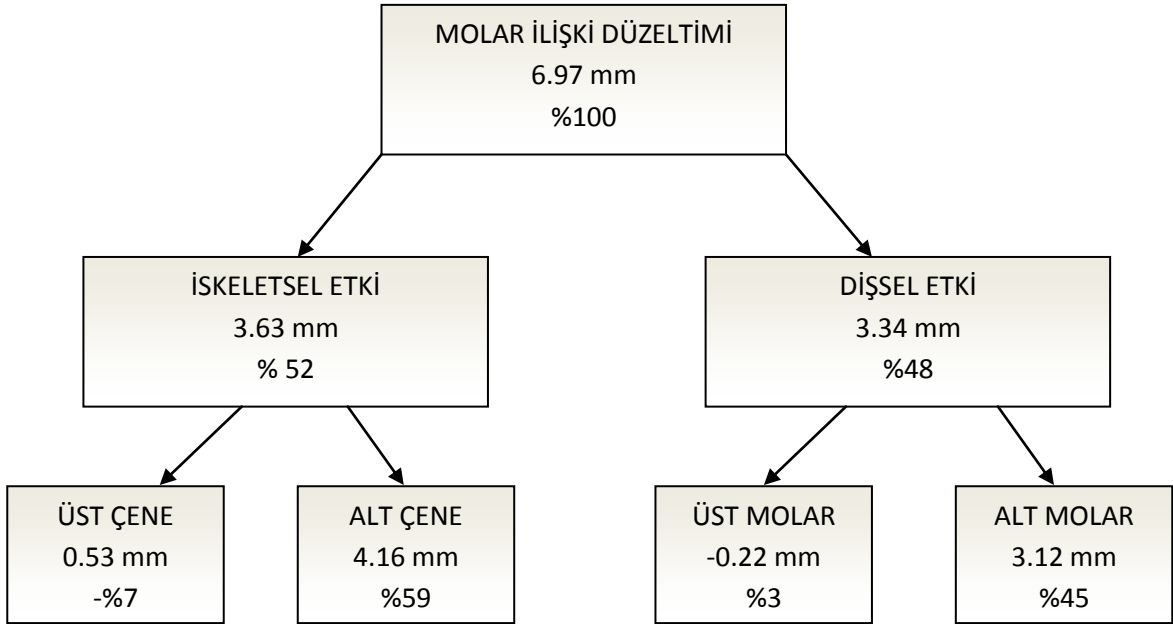 MOLAR İLİŞKİ DÜZELTİMİ
6.97 mm
%100
İSKELETSEL ETKİ
3.63 mm
% 52
DİŞSEL ETKİ
3.34 mm
%48
ÜST ÇENE
0.53 mm
-%7
ALT ÇENE
4.16 mm
%59
ÜST MOLAR
-0.22 mm
%3
ALT MOLAR
3.12 mm
%45